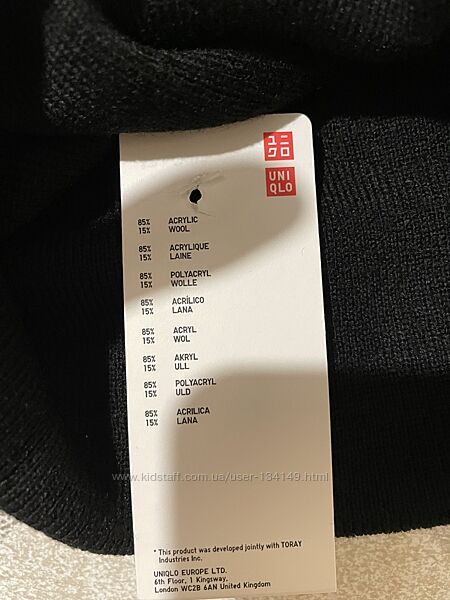 ユニ
クロ
UNI
QLO
85% ACRYLIC
15% WOOL
85% ACRYLIQUE
15% LAINE
85% POLYACRYL
15% WOLLE
85% ACRÍLICO
15% LANA
85% ACRYL
15% WOL
85% AKRYL
15% ULL
85% POLYACRYL
15% ULD
85% ACRILICA
15% LANA
www.kidstaff.com.ua/user-134149.html
* This product was developed jointly with TORAY
Industries Inc.
UNIQLO EUROPE LTD.
6th Floor, 1 Kingsway,
London WC2B 6AN United Kingdom